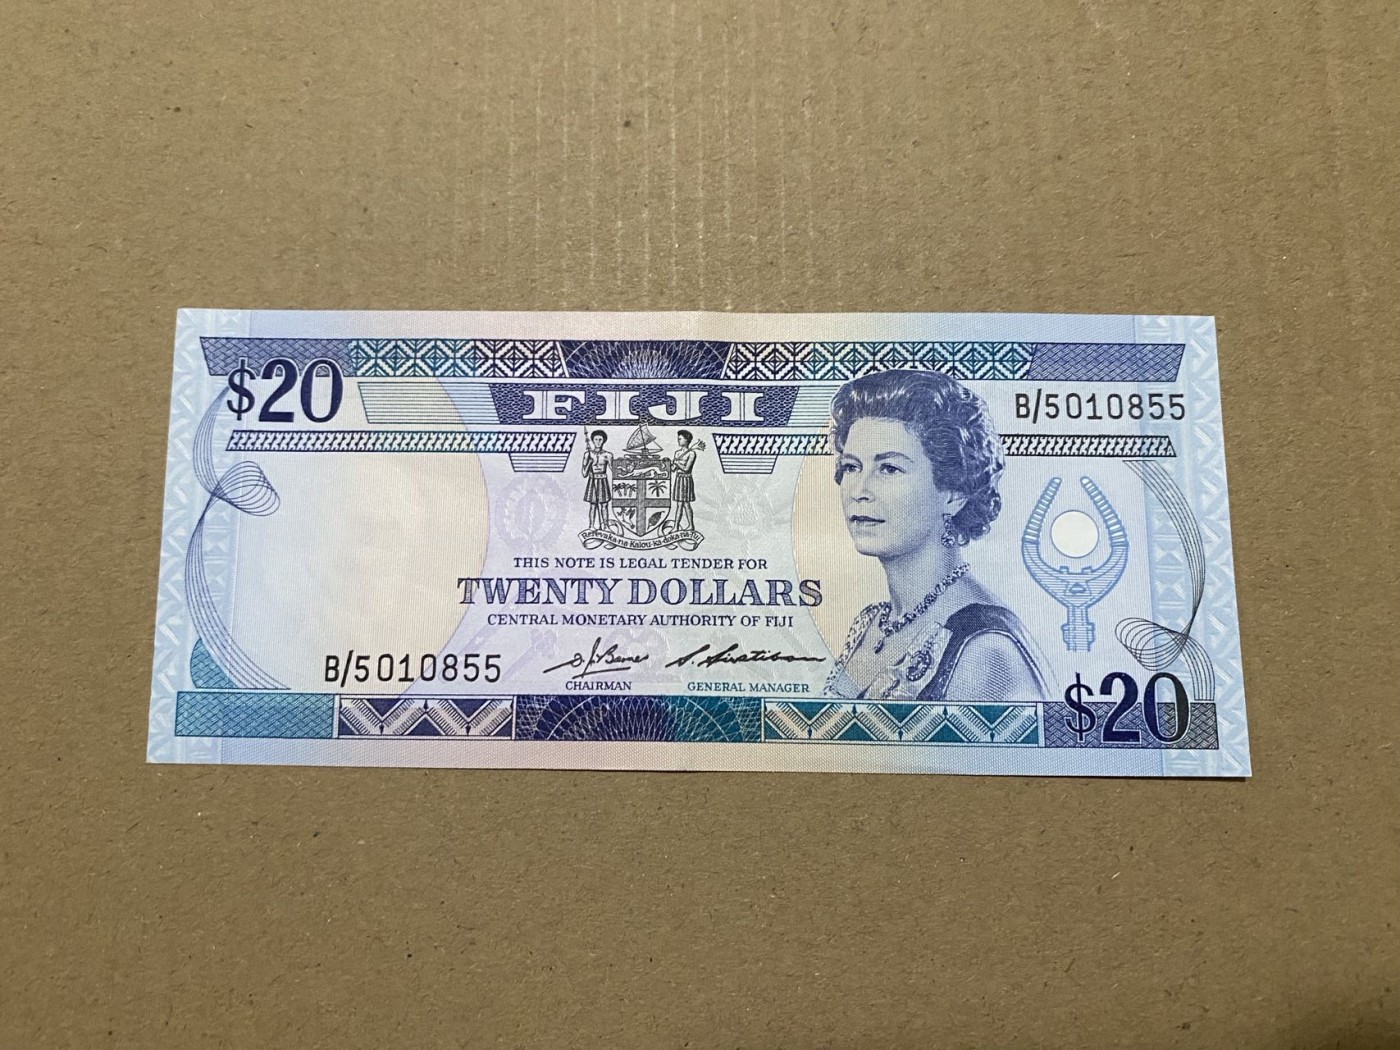 $20
FIJI
B/5010855
Rerevaka na Kalou ka doka na Tui
THIS NOTE IS LEGAL TENDER FOR
TWENTY DOLLARS
CENTRAL MONETARY AUTHORITY OF FIJI
B/5010855
CHAIRMAN
GENERAL MANAGER
$20